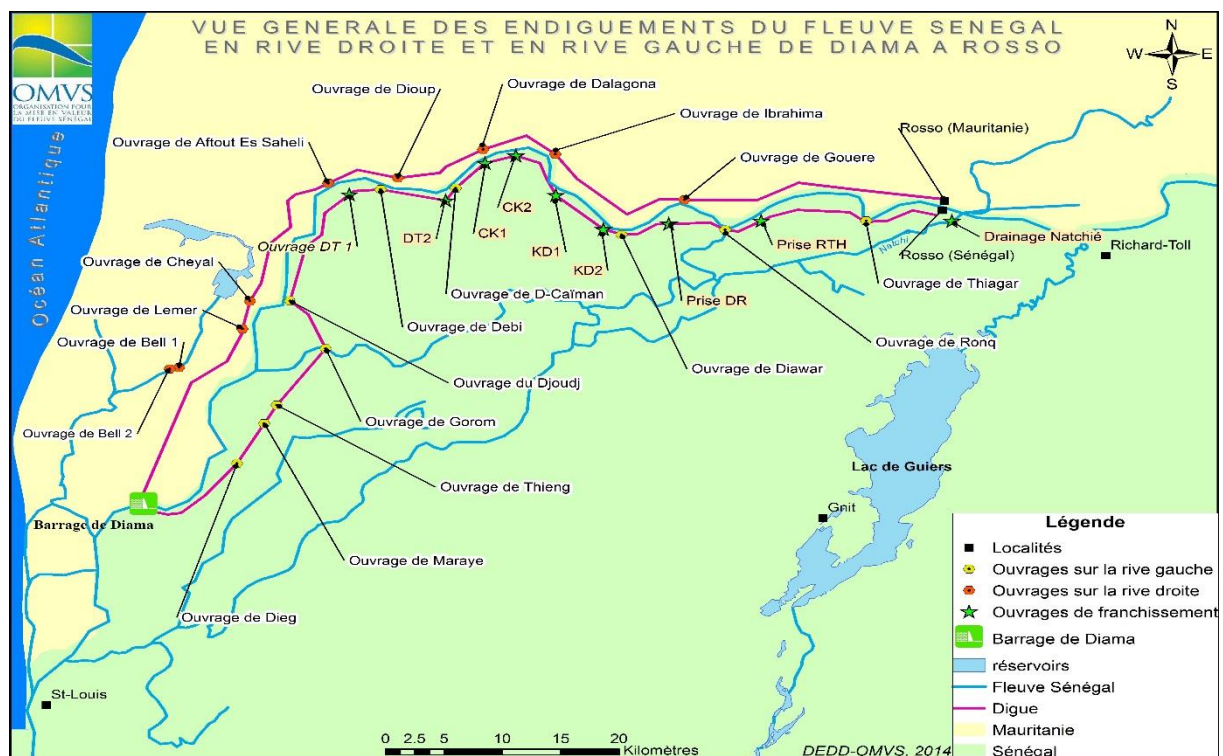 VUE GENERALE DES ENDIGUEMENTS DU FLEUVE SENEGAL
EN RIVE DROITE ET EN RIVE GAUCHE DE DIAMA A ROSSO
OMVS
ORGANISATION POUR
LA MISE EN VALEUR
DU FLEUVE SÉNÉGAL
N
W
E
S
Océan Atlantique
Ouvrage de Dioup
Ouvrage de Dalagona
Ouvrage de Ibrahima
Ouvrage de Aftout Es Saheli
Ouvrage de Gouere
Rosso (Mauritanie)
Ouvrage DT 1
DT2
CK1
CK2
KD1
KD2
Prise RTH
Natchi
Drainage Natchié
Rosso (Sénégal)
Richard-Toll
Ouvrage de Cheyal
Ouvrage de D-Caïman
Prise DR
Ouvrage de Thiagar
Ouvrage de Lemer
Ouvrage de Debi
Ouvrage de Bell 1
Ouvrage de Ronq
Ouvrage de Diawar
Ouvrage du Djoudj
Ouvrage de Bell 2
Ouvrage de Gorom
Lac de Guiers
Ouvrage de Thieng
Gnit
Barrage de Diama
Ouvrage de Maraye
Ouvrage de Dieg
St-Louis
Légende
Localités
Ouvrages sur la rive gauche
Ouvrages sur la rive droite
Ouvrages de franchissement
Barrage de Diama
réservoirs
Fleuve Sénégal
Digue
Mauritanie
Sénégal
0 2.5 5 10 15 20
Kilomètres
DEDD-OMVS, 2014